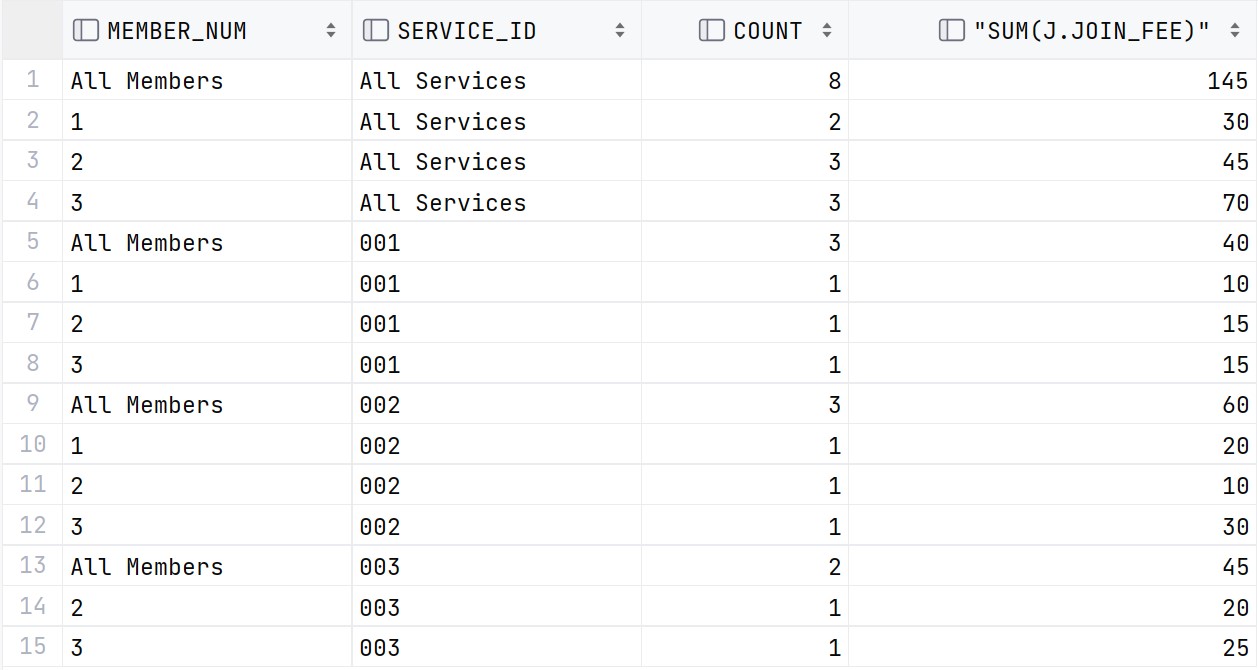 MEMBER_NUM SERVICE_ID COUNT "SUM(J.JOIN_FEE)"
1 All Members All Services 8 145
2 1 All Services 2 30
3 2 All Services 3 45
4 3 All Services 3 70
5 All Members 001 3 40
6 1 001 1 10
7 2 001 1 15
8 3 001 1 15
9 All Members 002 3 60
10 1 002 1 20
11 2 002 1 10
12 3 002 1 30
13 All Members 003 2 45
14 2 003 1 20
15 3 003 1 25